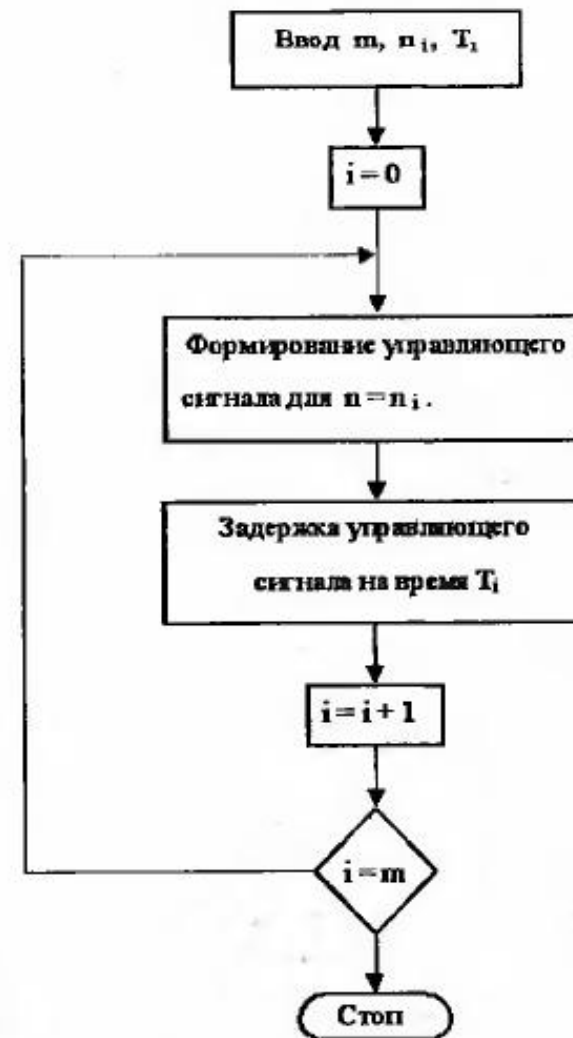 Ввод m, n i, T i
i = 0
Формирование управляющего
сигнала для n = n i .
Задержка управляющего
сигнала на время T i
i = i + 1
i = m
Стоп